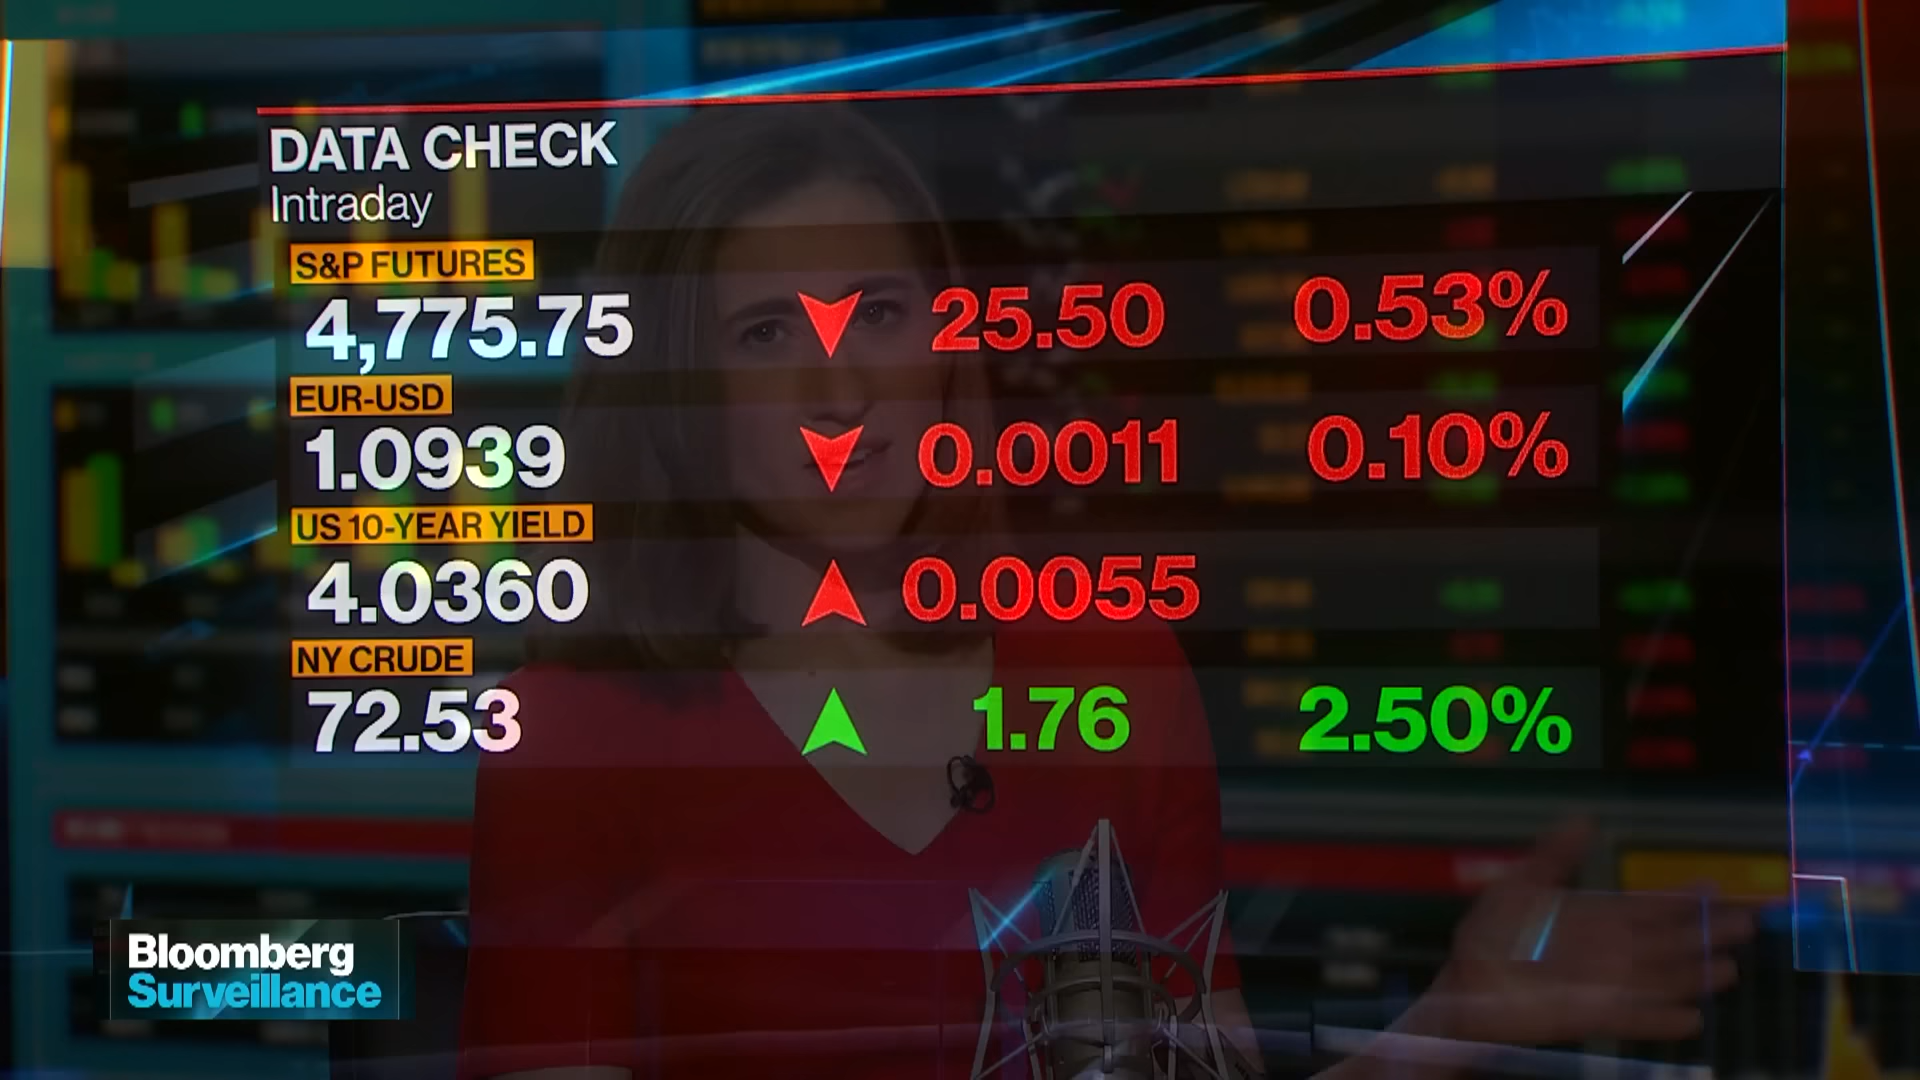 DATA CHECK
Intraday
S&P FUTURES
4,775.75 25.50 0.53%
EUR-USD
1.0939 0.0011 0.10%
US 10-YEAR YIELD
4.0360 0.0055
NY CRUDE
72.53 1.76 2.50%
Bloomberg
Surveillance